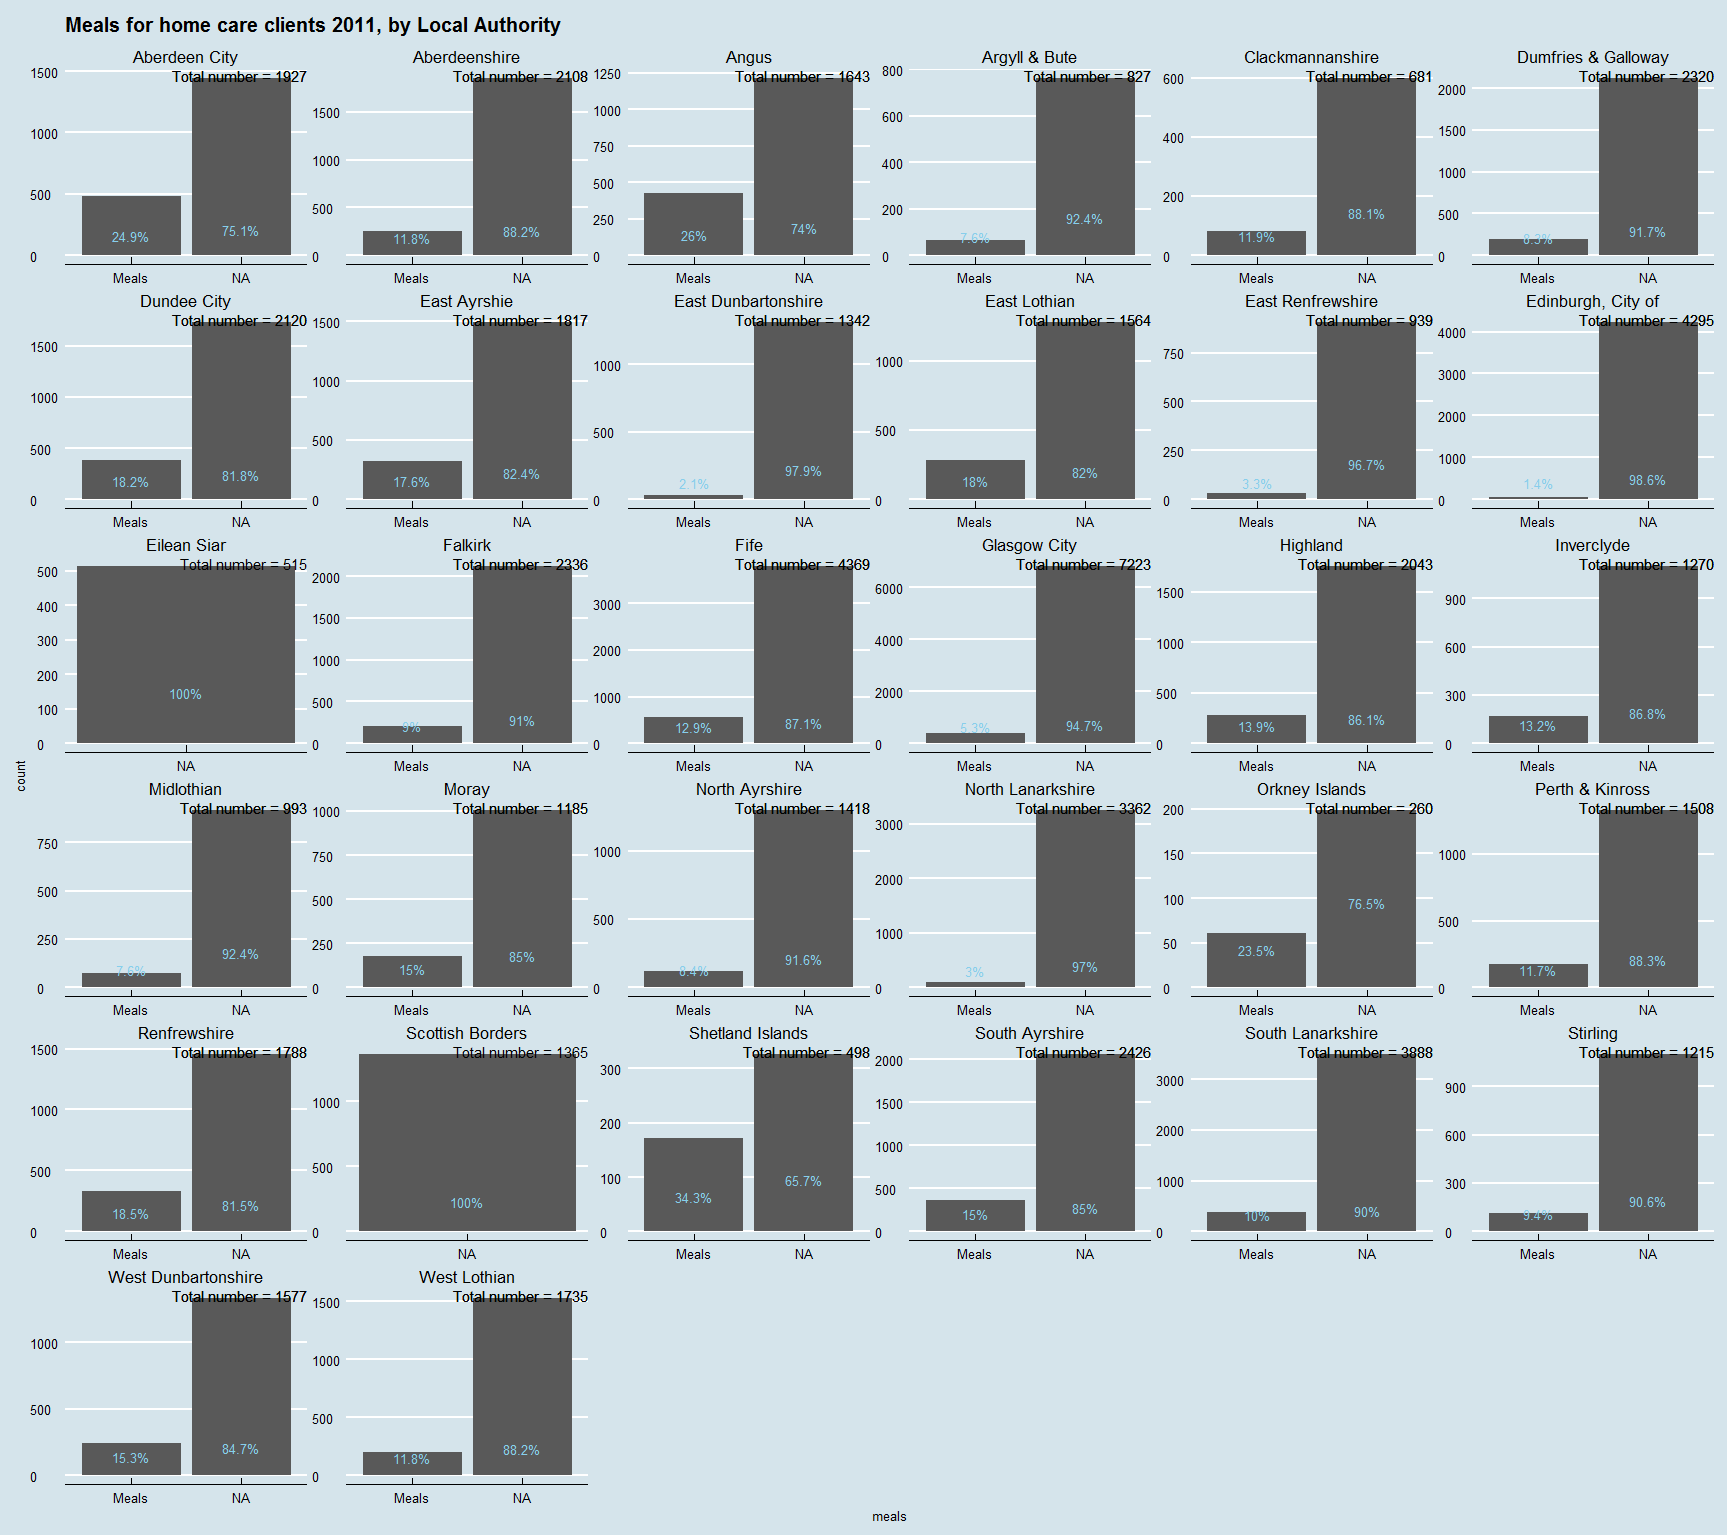 Meals for home care clients 2011, by Local Authority
Aberdeen City
Total number = 1927
1500
1000
500
0
24.9%
75.1%
Meals
NA
Aberdeenshire
Total number = 2108
1500
1000
500
0
11.8%
88.2%
Meals
NA
Angus
Total number = 1643
1250
1000
750
500
250
0
26%
74%
Meals
NA
Argyll & Bute
Total number = 827
800
600
400
200
0
7.6%
92.4%
Meals
NA
Clackmannanshire
Total number = 681
600
400
200
0
11.9%
88.1%
Meals
NA
Dumfries & Galloway
Total number = 2320
2000
1500
1000
500
0
8.3%
91.7%
Meals
NA
Dundee City
Total number = 2120
1500
1000
500
0
18.2%
81.8%
Meals
NA
East Ayrshie
Total number = 1817
1500
1000
500
0
17.6%
82.4%
Meals
NA
East Dunbartonshire
Total number = 1342
1000
500
0
2.1%
97.9%
Meals
NA
East Lothian
Total number = 1564
1000
500
0
18%
82%
Meals
NA
East Renfrewshire
Total number = 939
750
500
250
0
3.3%
96.7%
Meals
NA
Edinburgh, City of
Total number = 4295
4000
3000
2000
1000
0
1.4%
98.6%
Meals
NA
Eilean Siar
Total number = 515
500
400
300
200
100
0
100%
NA
Falkirk
Total number = 2336
2000
1500
1000
500
0
9%
91%
Meals
NA
Fife
Total number = 4369
3000
2000
1000
0
12.9%
87.1%
Meals
NA
Glasgow City
Total number = 7223
6000
4000
2000
0
5.3%
94.7%
Meals
NA
Highland
Total number = 2043
1500
1000
500
0
13.9%
86.1%
Meals
NA
Inverclyde
Total number = 1270
900
600
300
0
13.2%
86.8%
Meals
NA
count
Midlothian
Total number = 993
750
500
250
0
7.6%
92.4%
Meals
NA
Moray
Total number = 1185
1000
750
500
250
0
15%
85%
Meals
NA
North Ayrshire
Total number = 1418
1000
500
0
8.4%
91.6%
Meals
NA
North Lanarkshire
Total number = 3362
3000
2000
1000
0
3%
97%
Meals
NA
Orkney Islands
Total number = 260
200
150
100
50
0
23.5%
76.5%
Meals
NA
Perth & Kinross
Total number = 1508
1000
500
0
11.7%
88.3%
Meals
NA
Renfrewshire
Total number = 1788
1500
1000
500
0
18.5%
81.5%
Meals
NA
Scottish Borders
Total number = 1365
1000
500
0
100%
NA
Shetland Islands
Total number = 498
300
200
100
0
34.3%
65.7%
Meals
NA
South Ayrshire
Total number = 2426
2000
1500
1000
500
0
15%
85%
Meals
NA
South Lanarkshire
Total number = 3888
3000
2000
1000
0
10%
90%
Meals
NA
Stirling
Total number = 1215
900
600
300
0
9.4%
90.6%
Meals
NA
West Dunbartonshire
Total number = 1577
1000
500
0
15.3%
84.7%
Meals
NA
West Lothian
Total number = 1735
1500
1000
500
0
11.8%
88.2%
Meals
NA
meals